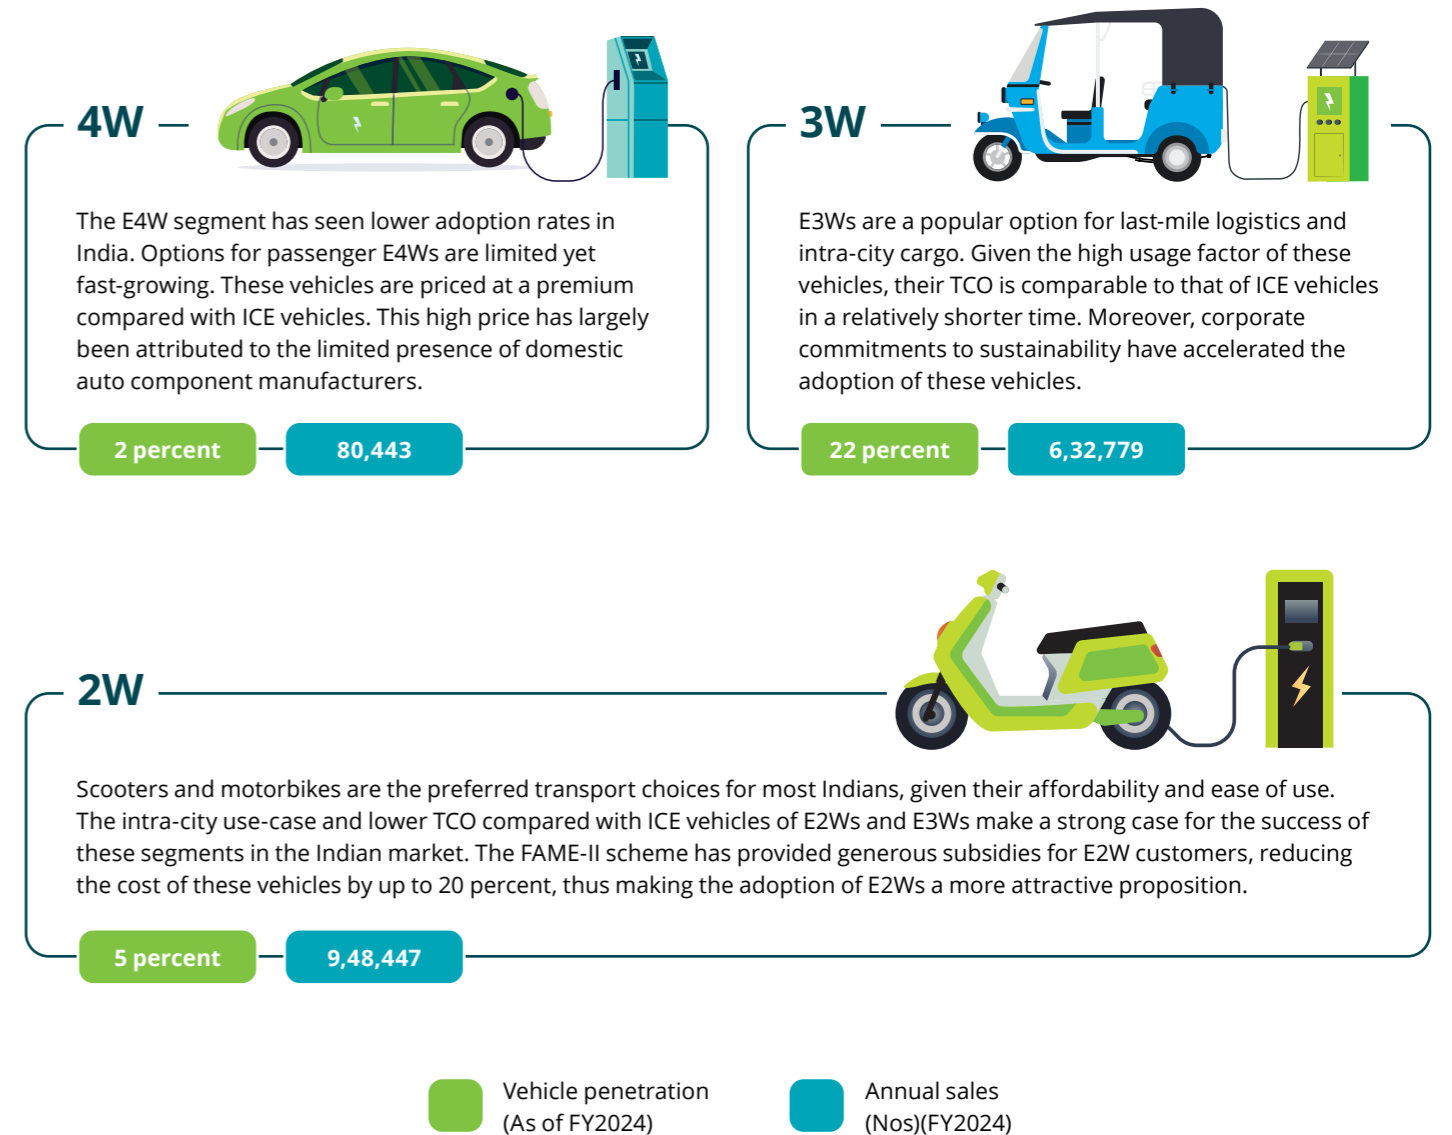 4W
The E4W segment has seen lower adoption rates in
India. Options for passenger E4Ws are limited yet
fast-growing. These vehicles are priced at a premium
compared with ICE vehicles. This high price has largely
been attributed to the limited presence of domestic
auto component manufacturers.
2 percent
80,443
3W
E3Ws are a popular option for last-mile logistics and
intra-city cargo. Given the high usage factor of these
vehicles, their TCO is comparable to that of ICE vehicles
in a relatively shorter time. Moreover, corporate
commitments to sustainability have accelerated the
adoption of these vehicles.
22 percent
6,32,779
2W
Scooters and motorbikes are the preferred transport choices for most Indians, given their affordability and ease of use.
The intra-city use-case and lower TCO compared with ICE vehicles of E2Ws and E3Ws make a strong case for the success of
these segments in the Indian market. The FAME-II scheme has provided generous subsidies for E2W customers, reducing
the cost of these vehicles by up to 20 percent, thus making the adoption of E2Ws a more attractive proposition.
5 percent
9,48,447
Vehicle penetration
(As of FY2024)
Annual sales
(Nos)(FY2024)